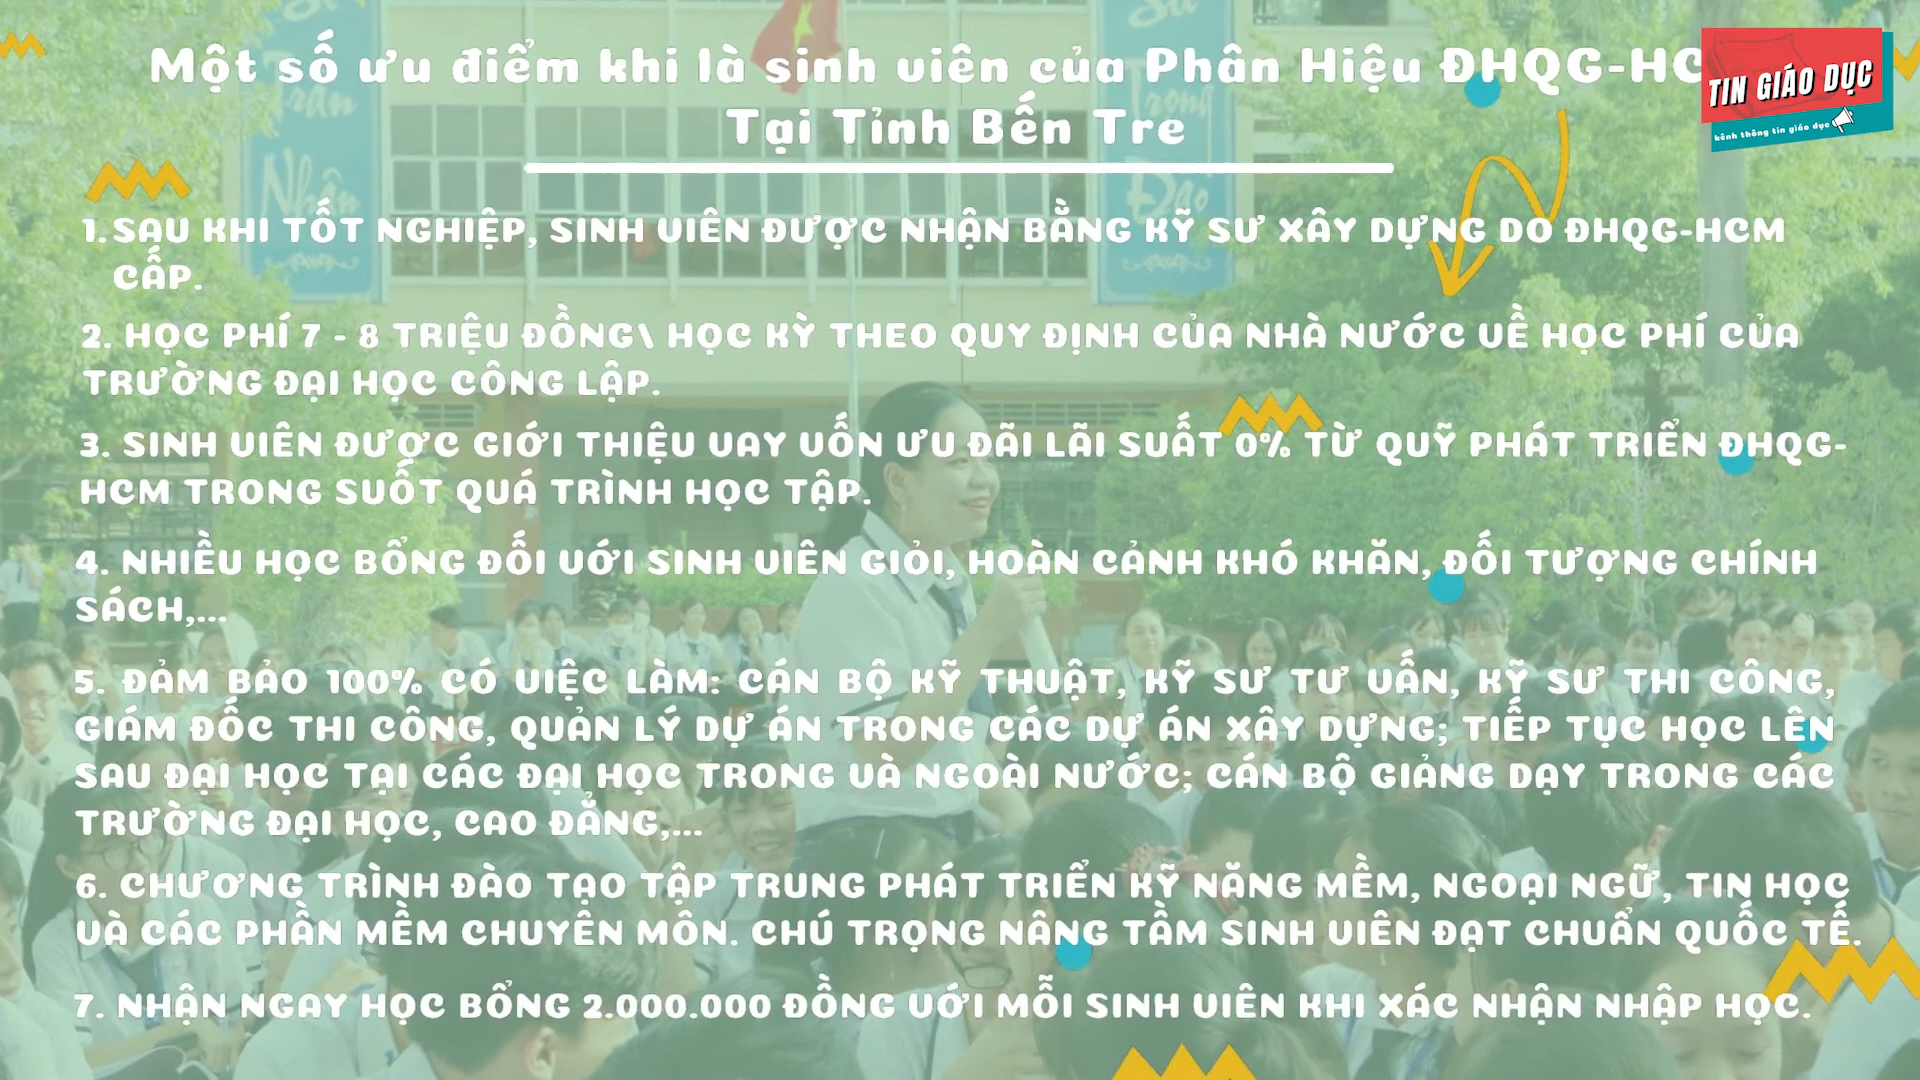 Một số ưu điểm khi là sinh viên của Phân Hiệu ĐHQG-HC
Tại Tỉnh Bến Tre
TIN GIÁO DỤC
kênh thông tin giáo dục
1. SAU KHI TỐT NGHIỆP, SINH VIÊN ĐƯỢC NHẬN BẰNG KỸ SƯ XÂY DỰNG DO ĐHQG-HCM
CẤP.
2. HỌC PHÍ 7 - 8 TRIỆU ĐỒNG\ HỌC KỲ THEO QUY ĐỊNH CỦA NHÀ NƯỚC VỀ HỌC PHÍ CỦA
TRƯỜNG ĐẠI HỌC CÔNG LẬP.
3. SINH VIÊN ĐƯỢC GIỚI THIỆU VAY VỐN ƯU ĐÃI LÃI SUẤT 0% TỪ QUỸ PHÁT TRIỂN ĐHQG-
HCM TRONG SUỐT QUÁ TRÌNH HỌC TẬP.
4. NHIỀU HỌC BỔNG ĐỐI VỚI SINH VIÊN GIỎI, HOÀN CẢNH KHÓ KHĂN, ĐỐI TƯỢNG CHÍNH
SÁCH,...
5. ĐẢM BẢO 100% CÓ VIỆC LÀM: CÁN BỘ KỸ THUẬT, KỸ SƯ TƯ VẤN, KỸ SƯ THI CÔNG,
GIÁM ĐỐC THI CÔNG, QUẢN LÝ DỰ ÁN TRONG CÁC DỰ ÁN XÂY DỰNG; TIẾP TỤC HỌC LÊN
SAU ĐẠI HỌC TẠI CÁC ĐẠI HỌC TRONG VÀ NGOÀI NƯỚC; CÁN BỘ GIẢNG DẠY TRONG CÁC
TRƯỜNG ĐẠI HỌC, CAO ĐẲNG,...
6. CHƯƠNG TRÌNH ĐÀO TẠO TẬP TRUNG PHÁT TRIỂN KỸ NĂNG MỀM, NGOẠI NGỮ, TIN HỌC
VÀ CÁC PHẦN MỀM CHUYÊN MÔN. CHÚ TRỌNG NÂNG TẦM SINH VIÊN ĐẠT CHUẨN QUỐC TẾ.
7. NHẬN NGAY HỌC BỔNG 2.000.000 ĐỒNG VỚI MỖI SINH VIÊN KHI XÁC NHẬN NHẬP HỌC.